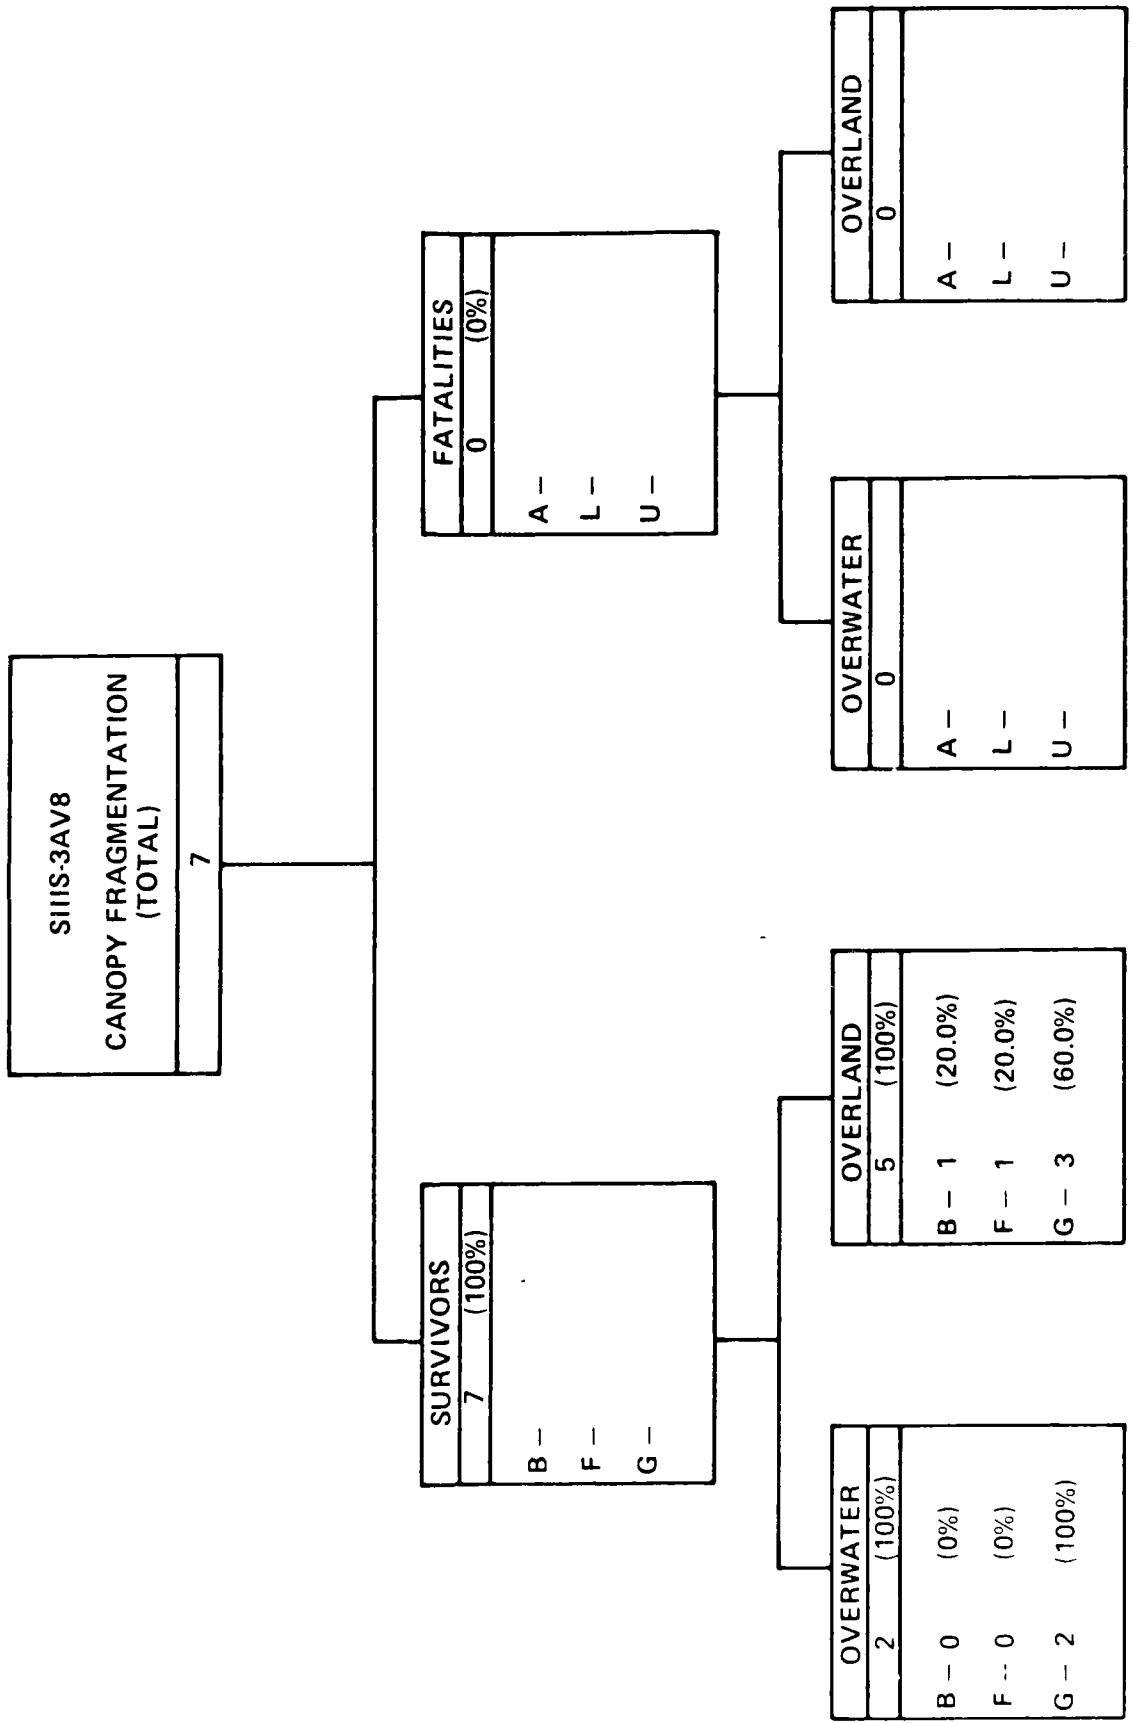 SIIIS-3AV8
CANOPY FRAGMENTATION
(TOTAL)
7
SURVIVORS
7 (100%)
B –
F –
G –
FATALITIES
0 (0%)
A –
L –
U –
OVERWATER
2 (100%)
B – 0 (0%)
F – 0 (0%)
G – 2 (100%)
OVERLAND
5 (100%)
B – 1 (20.0%)
F – 1 (20.0%)
G – 3 (60.0%)
OVERWATER
0
A –
L –
U –
OVERLAND
0
A –
L –
U –